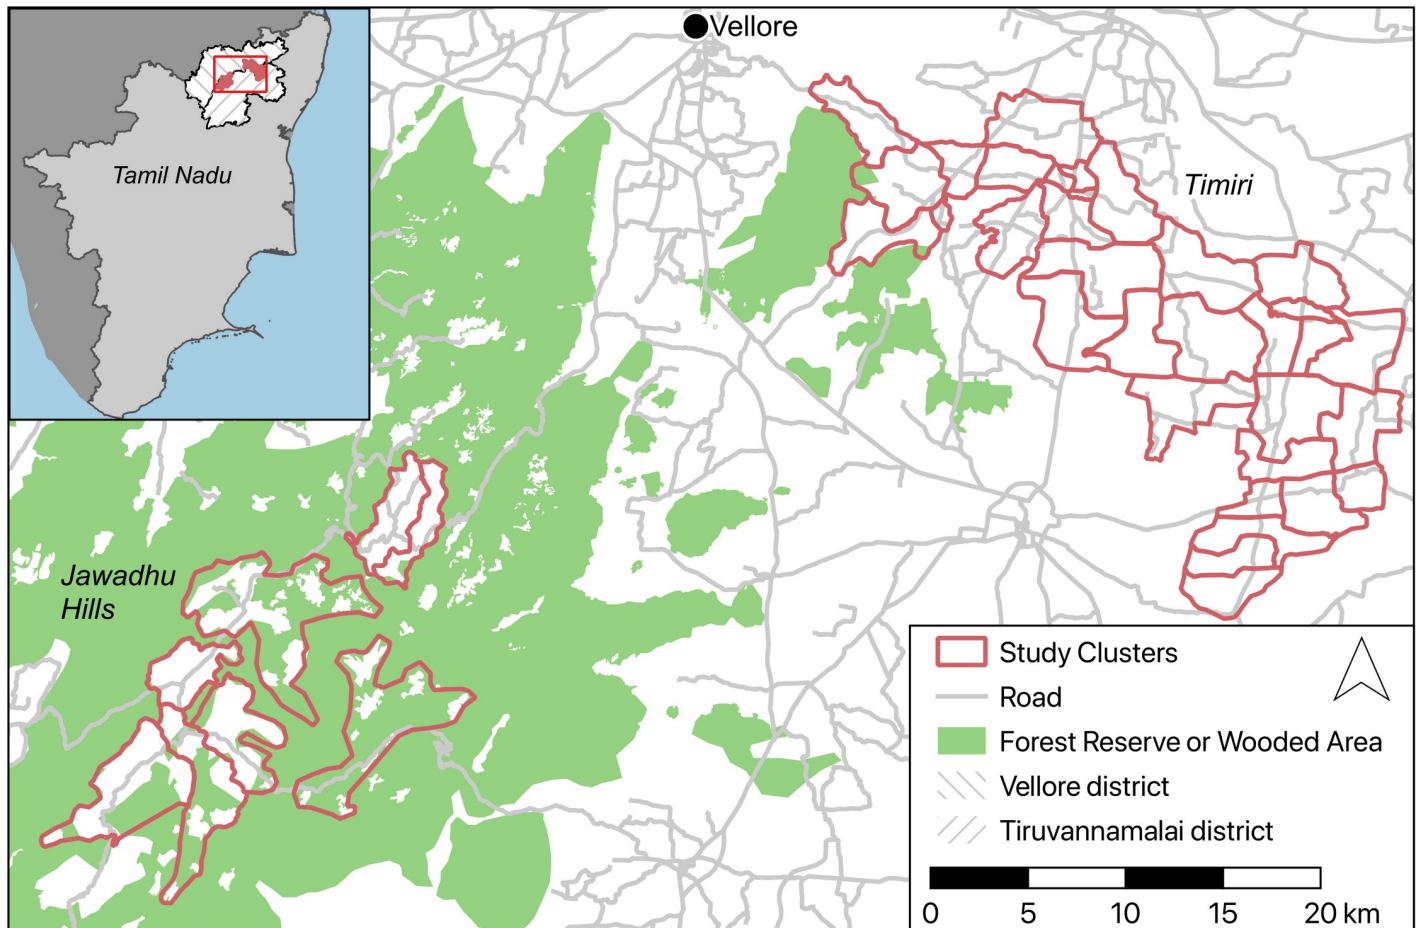 Vellore
Tamil Nadu
Timiri
Jawadhu
Hills
Study Clusters
Road
Forest Reserve or Wooded Area
Vellore district
Tiruvannamalai district
0 5 10 15 20 km